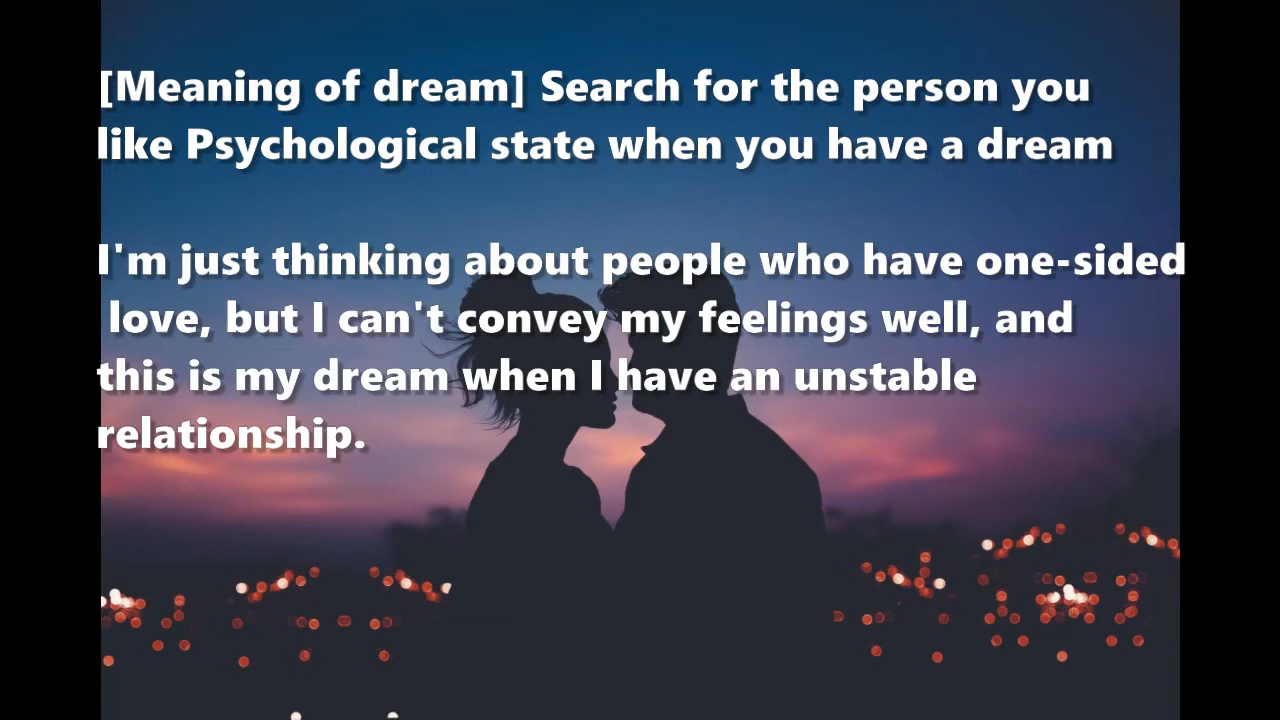 [Meaning of dream] Search for the person you
like Psychological state when you have a dream
I'm just thinking about people who have one-sided
love, but I can't convey my feelings well, and
this is my dream when I have an unstable
relationship.